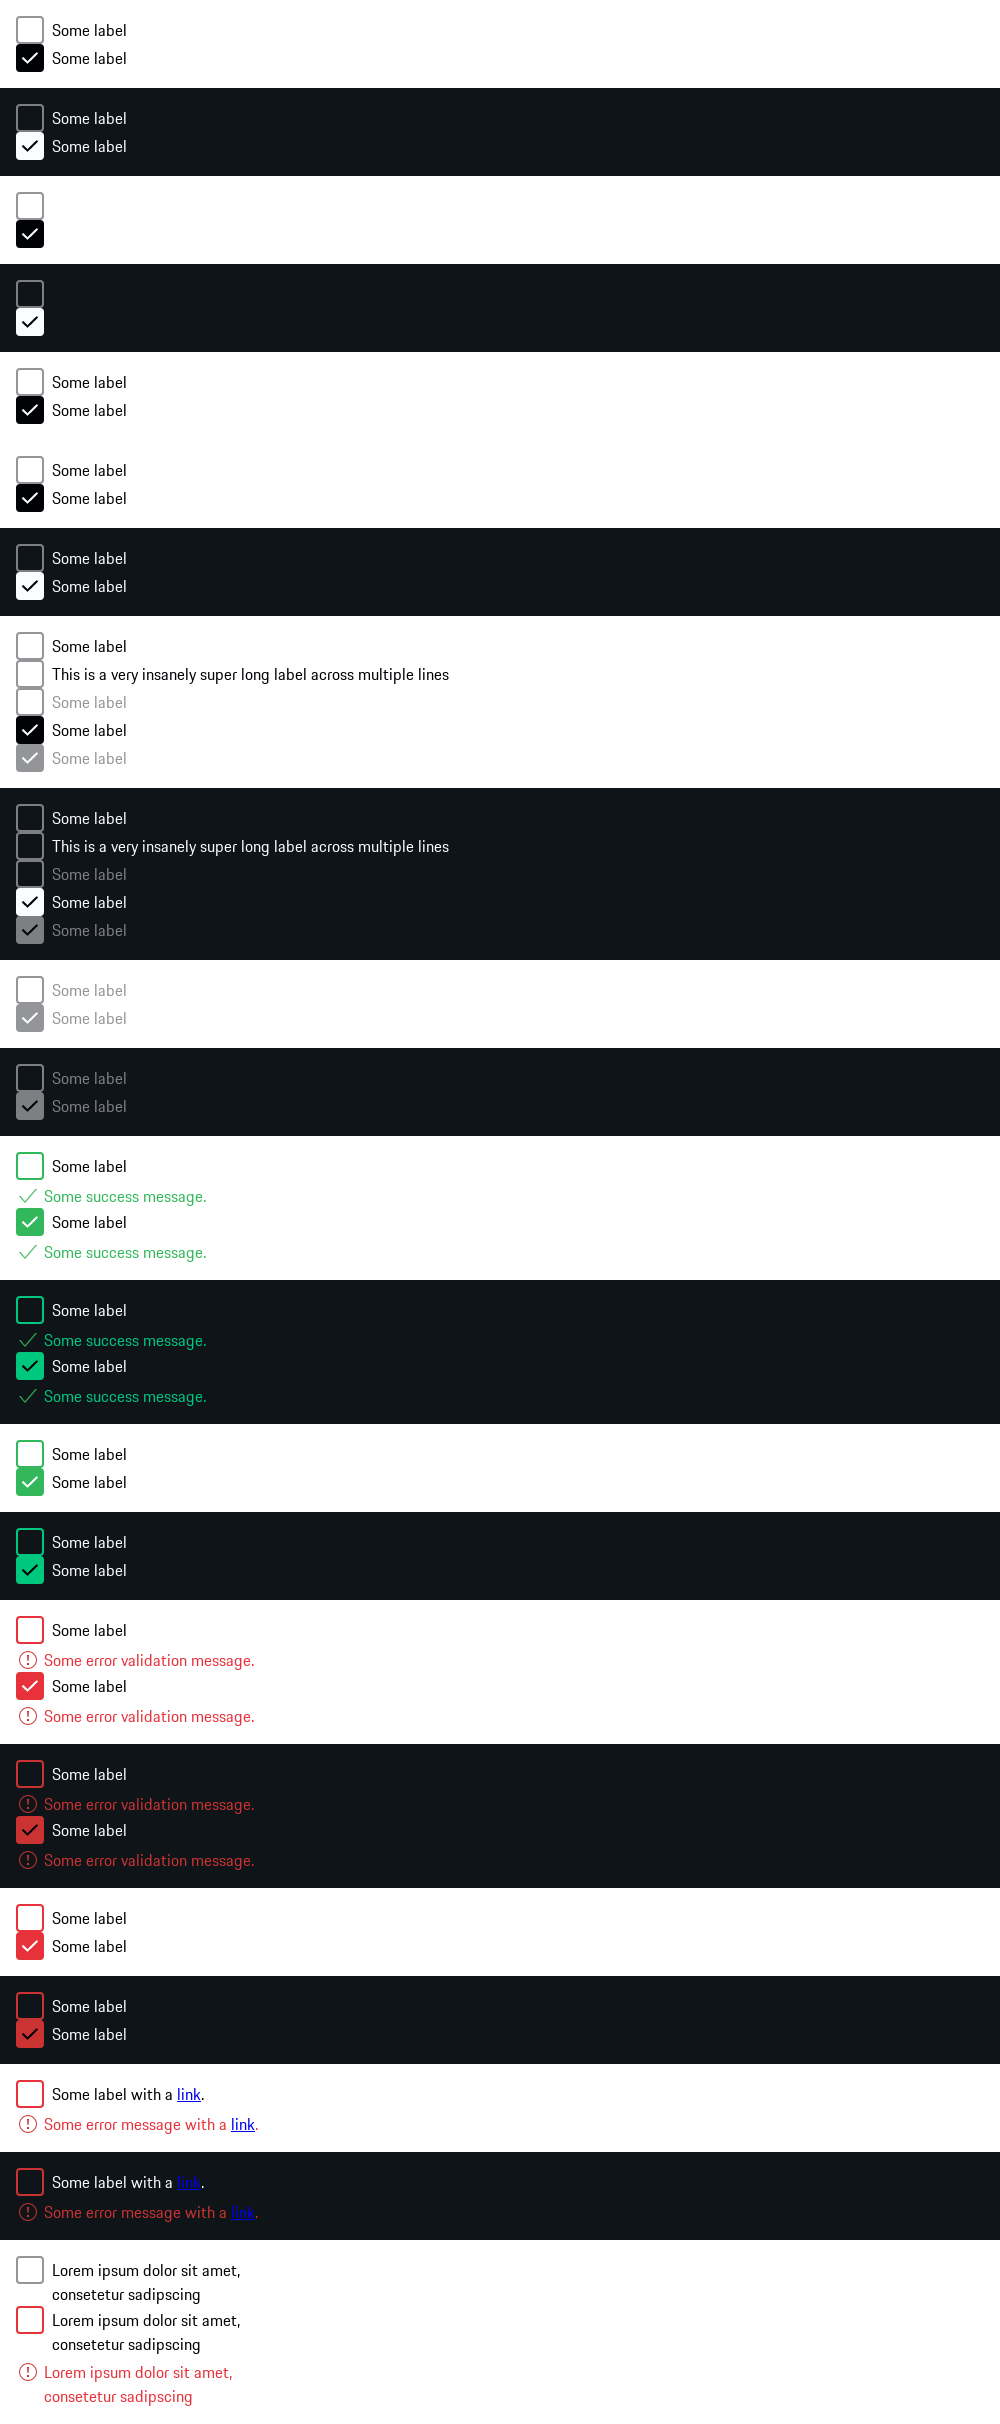 Some label
Some label
Some label
Some label
Some label
Some label
Some label
Some label
Some label
Some label
Some label
This is a very insanely super long label across multiple lines
Some label
Some label
Some label
Some label
This is a very insanely super long label across multiple lines
Some label
Some label
Some label
Some label
Some label
Some label
Some label
Some label
Some success message.
Some label
Some success message.
Some label
Some success message.
Some label
Some success message.
Some label
Some label
Some label
Some label
Some label
Some error validation message.
Some label
Some error validation message.
Some label
Some error validation message.
Some label
Some error validation message.
Some label
Some label
Some label
Some label
Some label with a link.
Some error message with a link.
Some label with a link.
Some error message with a link.
Lorem ipsum dolor sit amet,
consetetur sadipscing
Lorem ipsum dolor sit amet,
consetetur sadipscing
Lorem ipsum dolor sit amet,
consetetur sadipscing